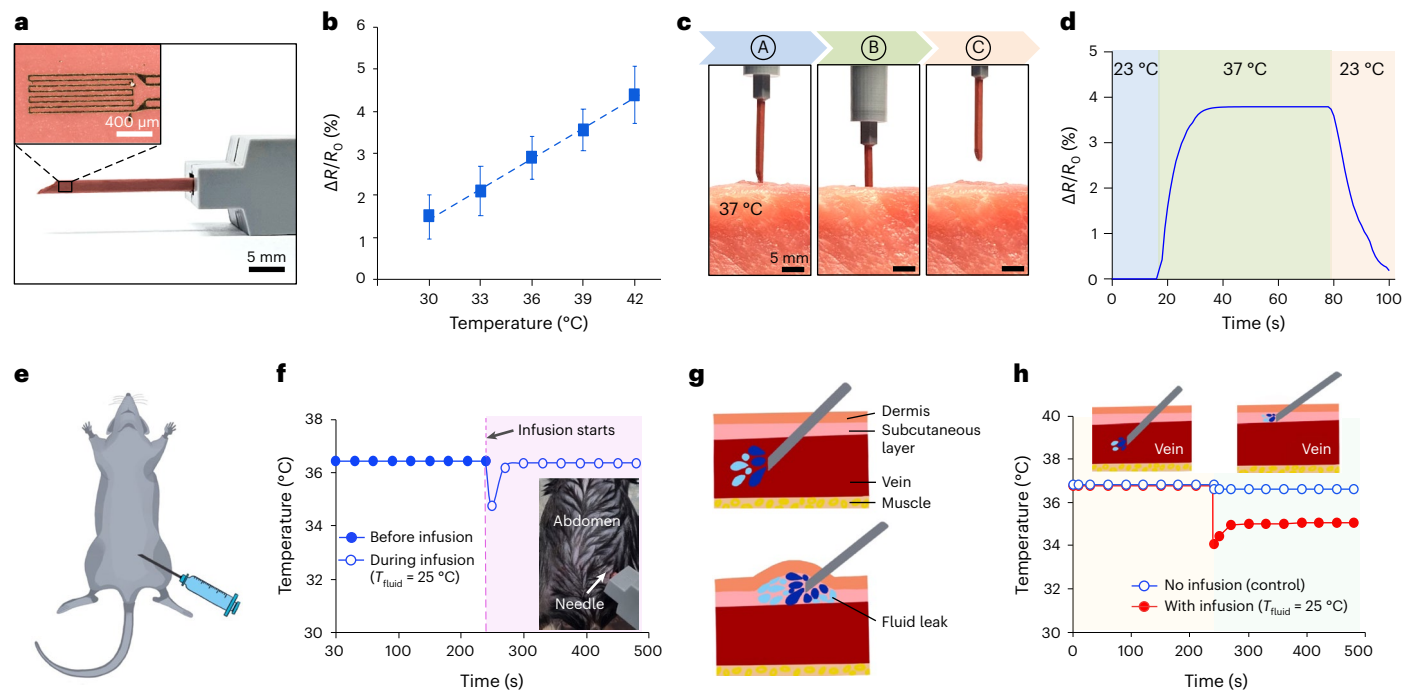 a
400 µm
5 mm
b
6
5
4
3
2
1
0
ΔR/R0 (%)
30 33 36 39 42
Temperature (°C)
c
A B C
37 °C
5 mm
d
5
4
3
2
1
0
ΔR/R0 (%)
23 °C 37 °C 23 °C
0 20 40 60 80 100
Time (s)
e
f
38
36
34
32
30
Temperature (°C)
Infusion starts
Before infusion
During infusion
(Tfluid = 25 °C)
Abdomen
Needle
30 100 200 300 400 500
Time (s)
g
Dermis
Subcutaneous
layer
Vein
Muscle
Fluid leak
h
40
38
36
34
32
30
Temperature (°C)
Vein
Vein
No infusion (control)
With infusion (Tfluid = 25 °C)
0 100 200 300 400 500
Time (s)